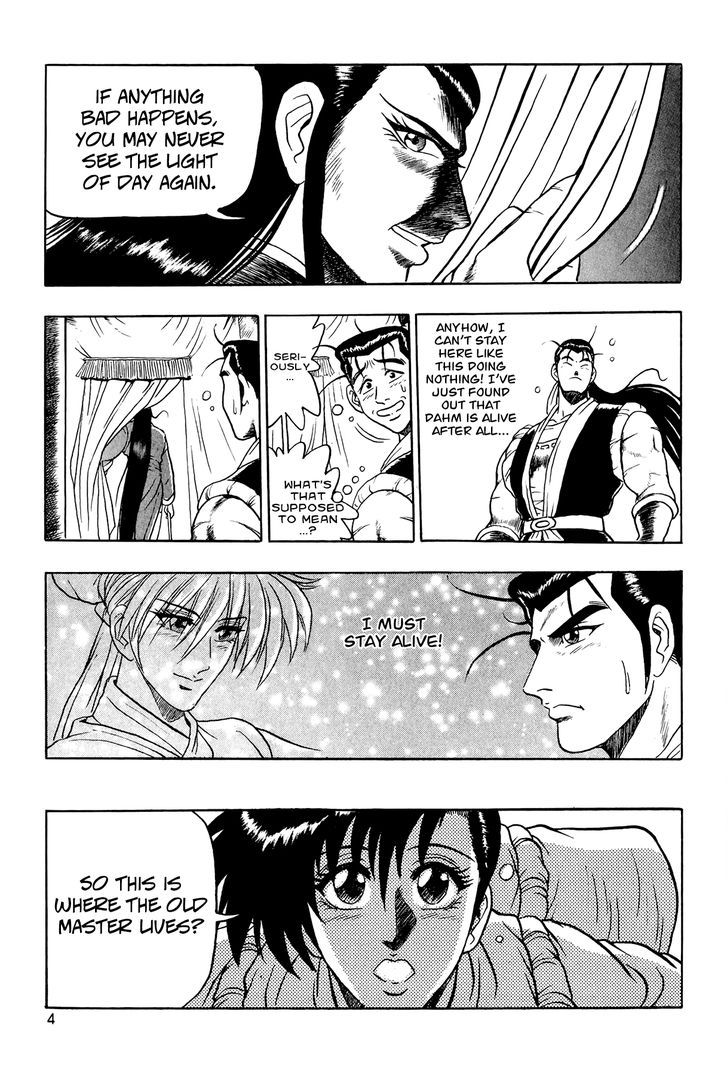 IF ANYTHING
BAD HAPPENS,
YOU MAY NEVER
SEE THE LIGHT
OF DAY AGAIN.
SERI-
OUSLY
...
WHAT'S
THAT
SUPPOSED
TO MEAN
...?
ANYHOW, I
CAN'T STAY
HERE LIKE
THIS DOING
NOTHING! I'VE
JUST FOUND
OUT THAT
DAHM IS ALIVE
AFTER ALL...
I MUST
STAY ALIVE!
SO THIS IS
WHERE THE OLD
MASTER LIVES?
4